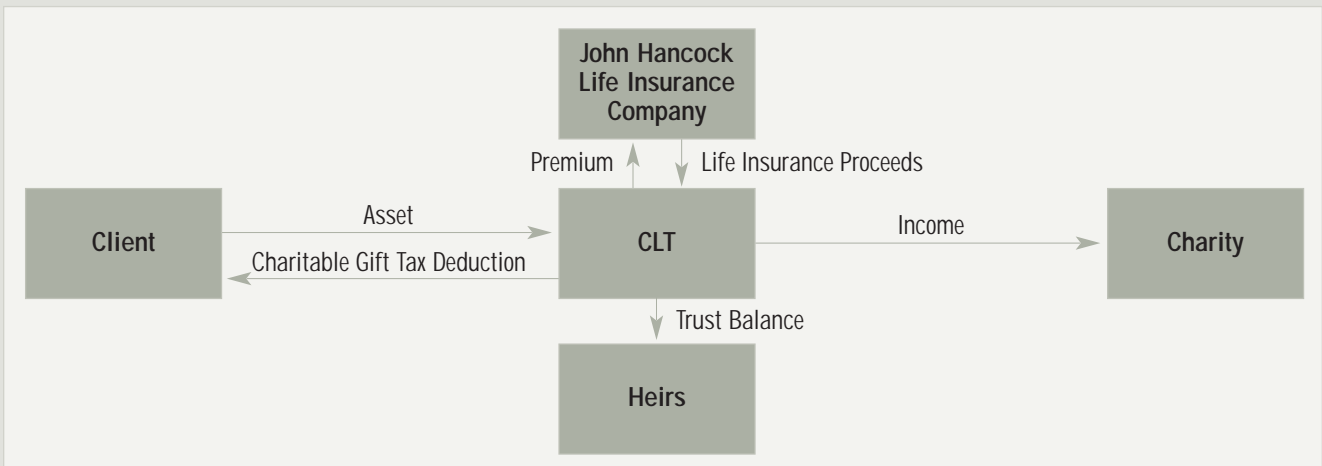 John Hancock
Life Insurance
Company
Premium
Life Insurance Proceeds
Client
Asset
Charitable Gift Tax Deduction
CLT
Income
Charity
Trust Balance
Heirs